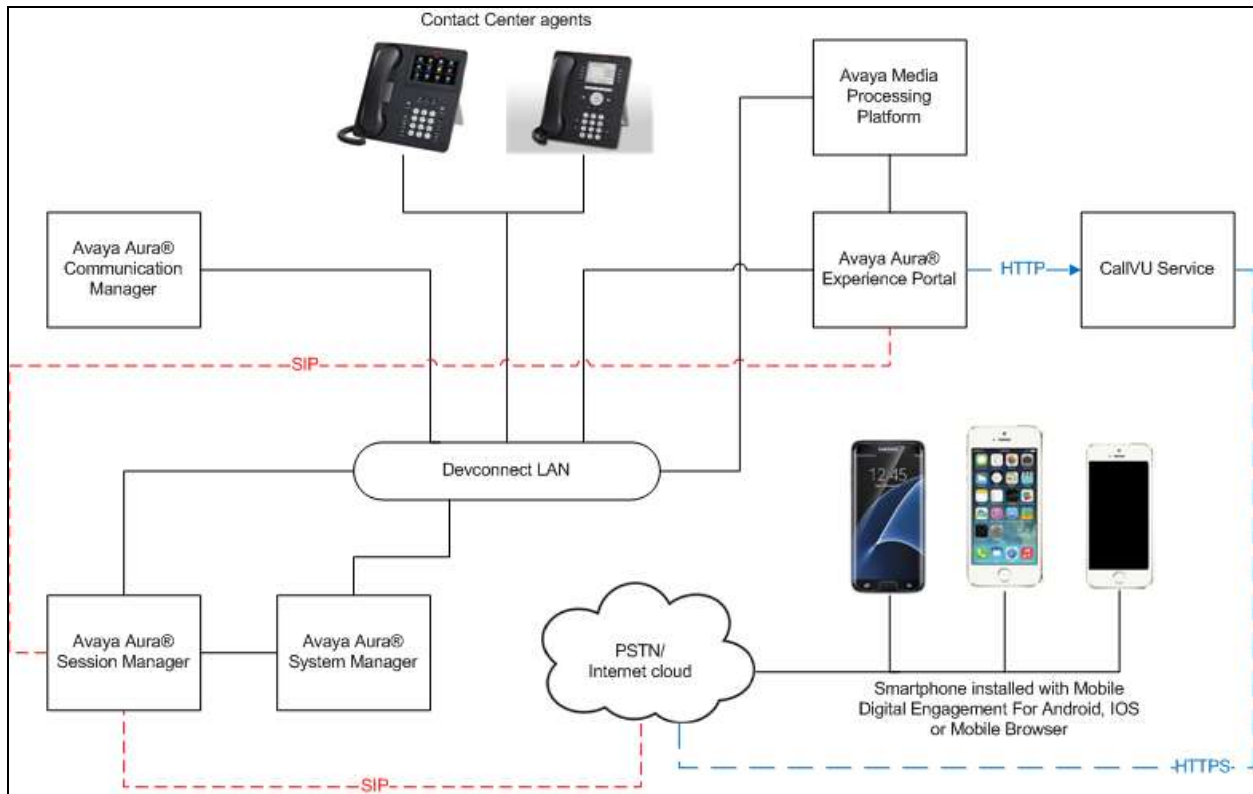 Contact Center agents
Avaya Media
Processing
Platform
Avaya Aura®
Communication
Manager
Avaya Aura®
Experience Portal
HTTP
CallVU Service
SIP
Devconnect LAN
12:45
Avaya Aura®
Session Manager
Avaya Aura®
System Manager
PSTN/
Internet cloud
Smartphone installed with Mobile
Digital Engagement For Android, IOS
or Mobile Browser
SIP
HTTPS